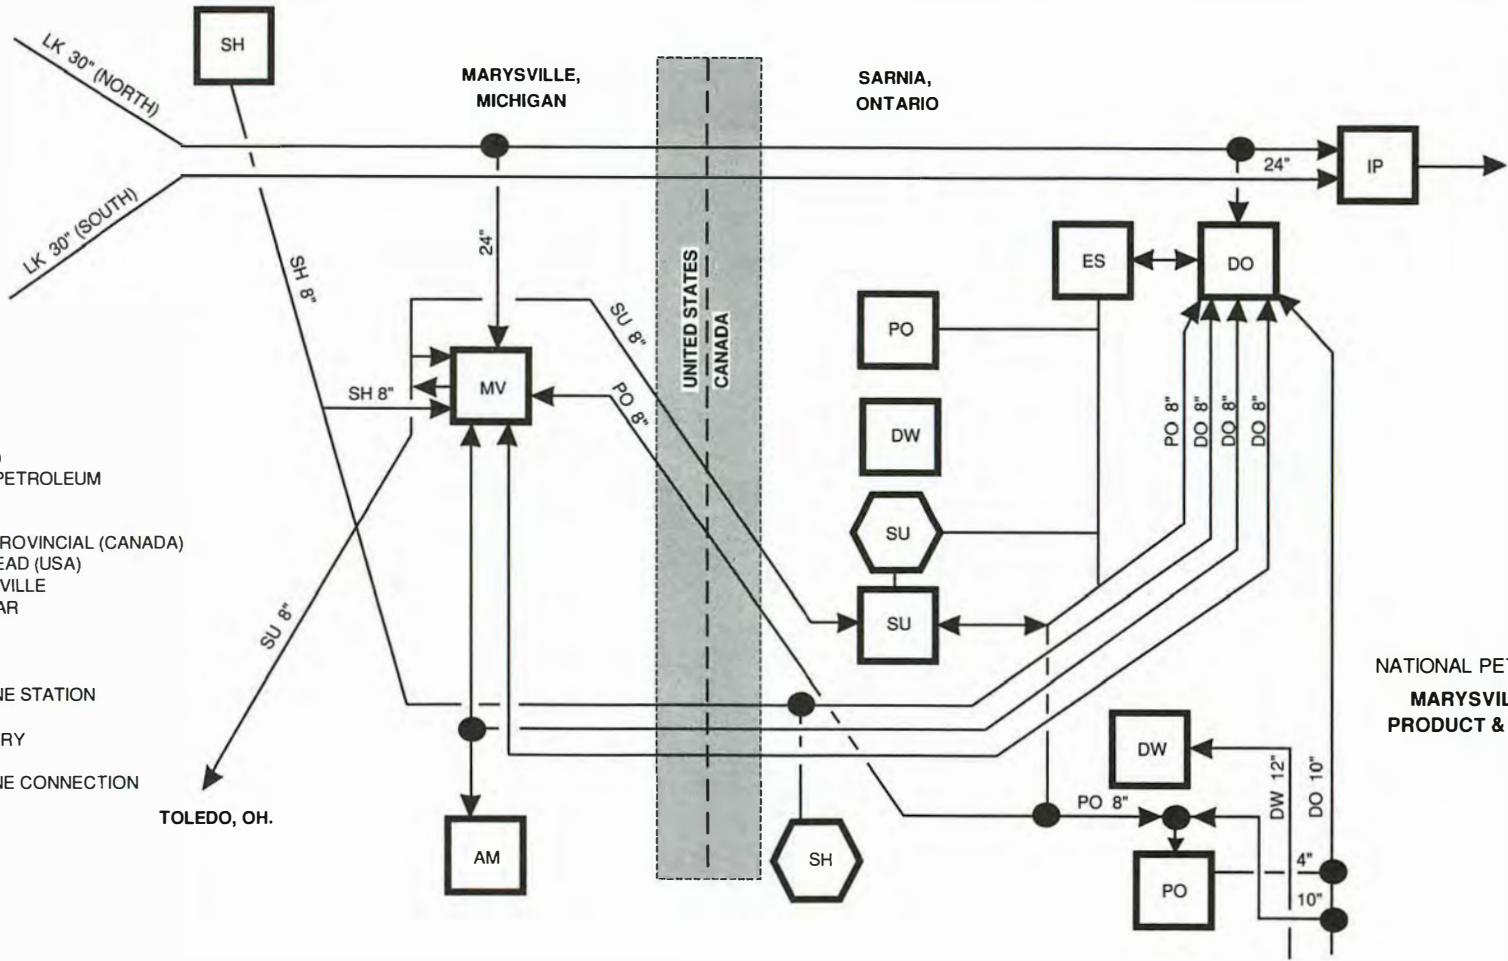 SH
LK 30" (NORTH)
MARYSVILLE,
MICHIGAN
SARNIA,
ONTARIO
24"
IP
LK 30" (SOUTH)
SH 8"
24"
UNITED STATES
CANADA
ES
DO
SU 8"
PO
MV
SH 8"
PO 8"
DW
PO 8"
DO 8"
DO 8"
DO 8"
PETROLEUM
SU
PROVINCIAL (CANADA)
EAD (USA)
VILLE
AR
SU 8"
SU
NE STATION
NATIONAL PE
MARYSVIL
PRODUCT &
RY
DW
NE CONNECTION
DW 12"
DO 10"
TOLEDO, OH.
PO 8"
AM
SH
4"
PO
10"